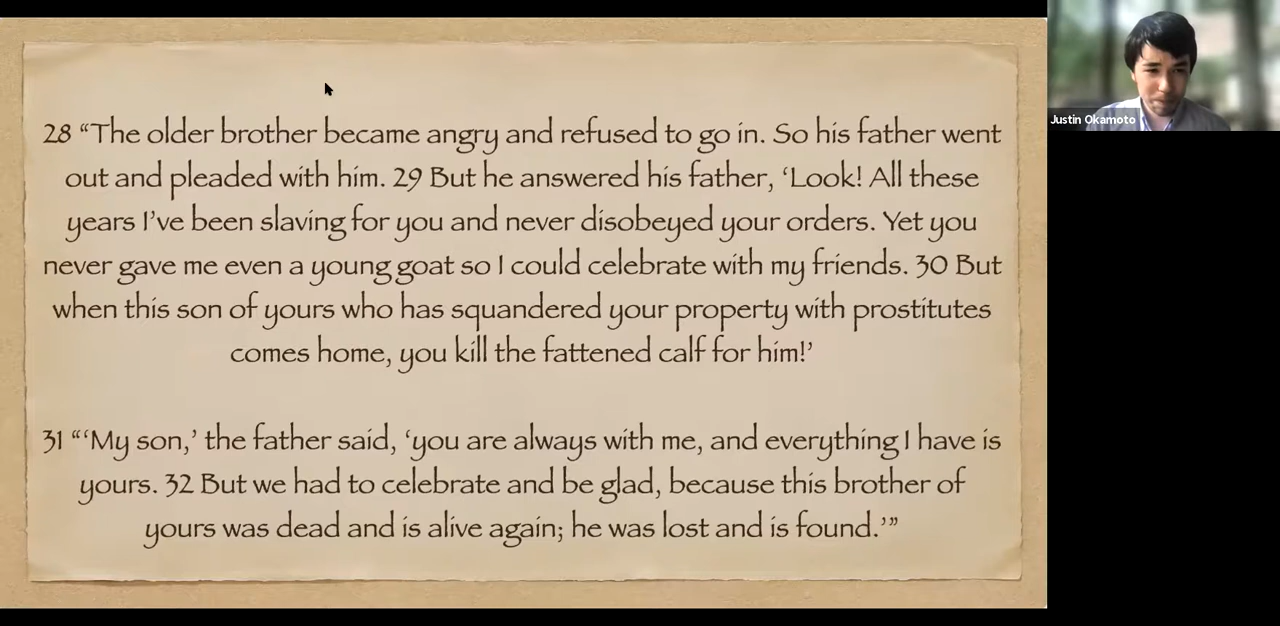 28 “The older brother became angry and refused to go in. So his father went
out and pleaded with him. 29 But he answered his father, ‘Look! All these
years I’ve been slaving for you and never disobeyed your orders. Yet you
never gave me even a young goat so I could celebrate with my friends. 30 But
when this son of yours who has squandered your property with prostitutes
comes home, you kill the fattened calf for him!’
31 “‘My son,’ the father said, ‘you are always with me, and everything I have is
yours. 32 But we had to celebrate and be glad, because this brother of
yours was dead and is alive again; he was lost and is found.’”
Justin Okamoto